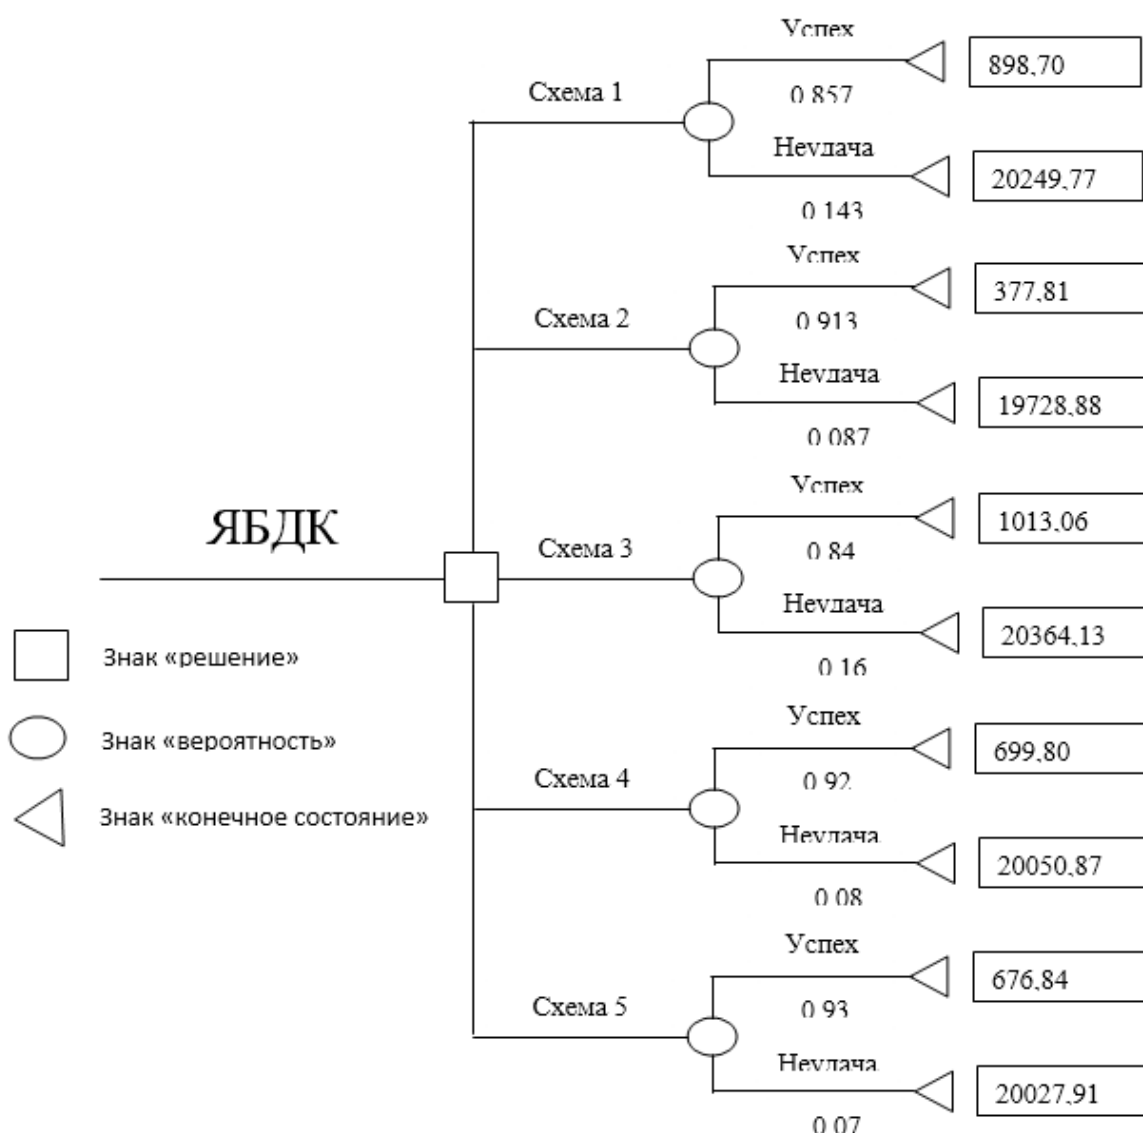 Успех
898,70
Схема 1
0.857
Неудача
20249,77
0.143
Успех
377,81
Схема 2
0.913
Неудача
19728,88
0.087
Успех
1013,06
ЯБДК
Схема 3
0.84
Неудача
20364,13
0.16
Знак «решение»
Успех
699,80
Знак «вероятность»
Схема 4
0.92
Знак «конечное состояние»
Неудача
20050,87
0.08
Успех
676,84
Схема 5
0.93
Неудача
20027,91
0.07